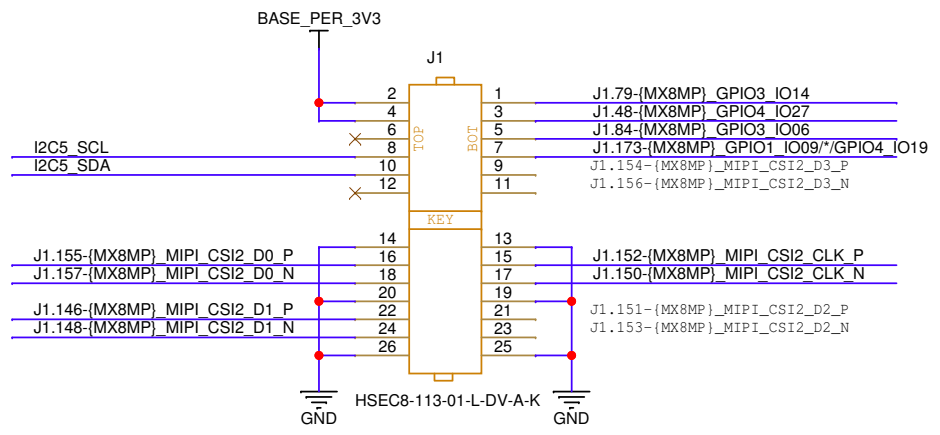 BASE_PER_3V3
J1
2 1 J1.79-{MX8MP}_GPIO3_IO14
4 3 J1.48-{MX8MP}_GPIO4_IO27
6 5 J1.84-{MX8MP}_GPIO3_IO06
I2C5_SCL 8 7 J1.173-{MX8MP}_GPIO1_IO09/*/GPIO4_IO19
I2C5_SDA 10 9 J1.154-{MX8MP}_MIPI_CSI2_D3_P
12 11 J1.156-{MX8MP}_MIPI_CSI2_D3_N
TOP
BOT
KEY
14 13
J1.155-{MX8MP}_MIPI_CSI2_D0_P 16 15 J1.152-{MX8MP}_MIPI_CSI2_CLK_P
J1.157-{MX8MP}_MIPI_CSI2_D0_N 18 17 J1.150-{MX8MP}_MIPI_CSI2_CLK_N
20 19
J1.146-{MX8MP}_MIPI_CSI2_D1_P 22 21 J1.151-{MX8MP}_MIPI_CSI2_D2_P
J1.148-{MX8MP}_MIPI_CSI2_D1_N 24 23 J1.153-{MX8MP}_MIPI_CSI2_D2_N
26 25
HSEC8-113-01-L-DV-A-K
GND GND